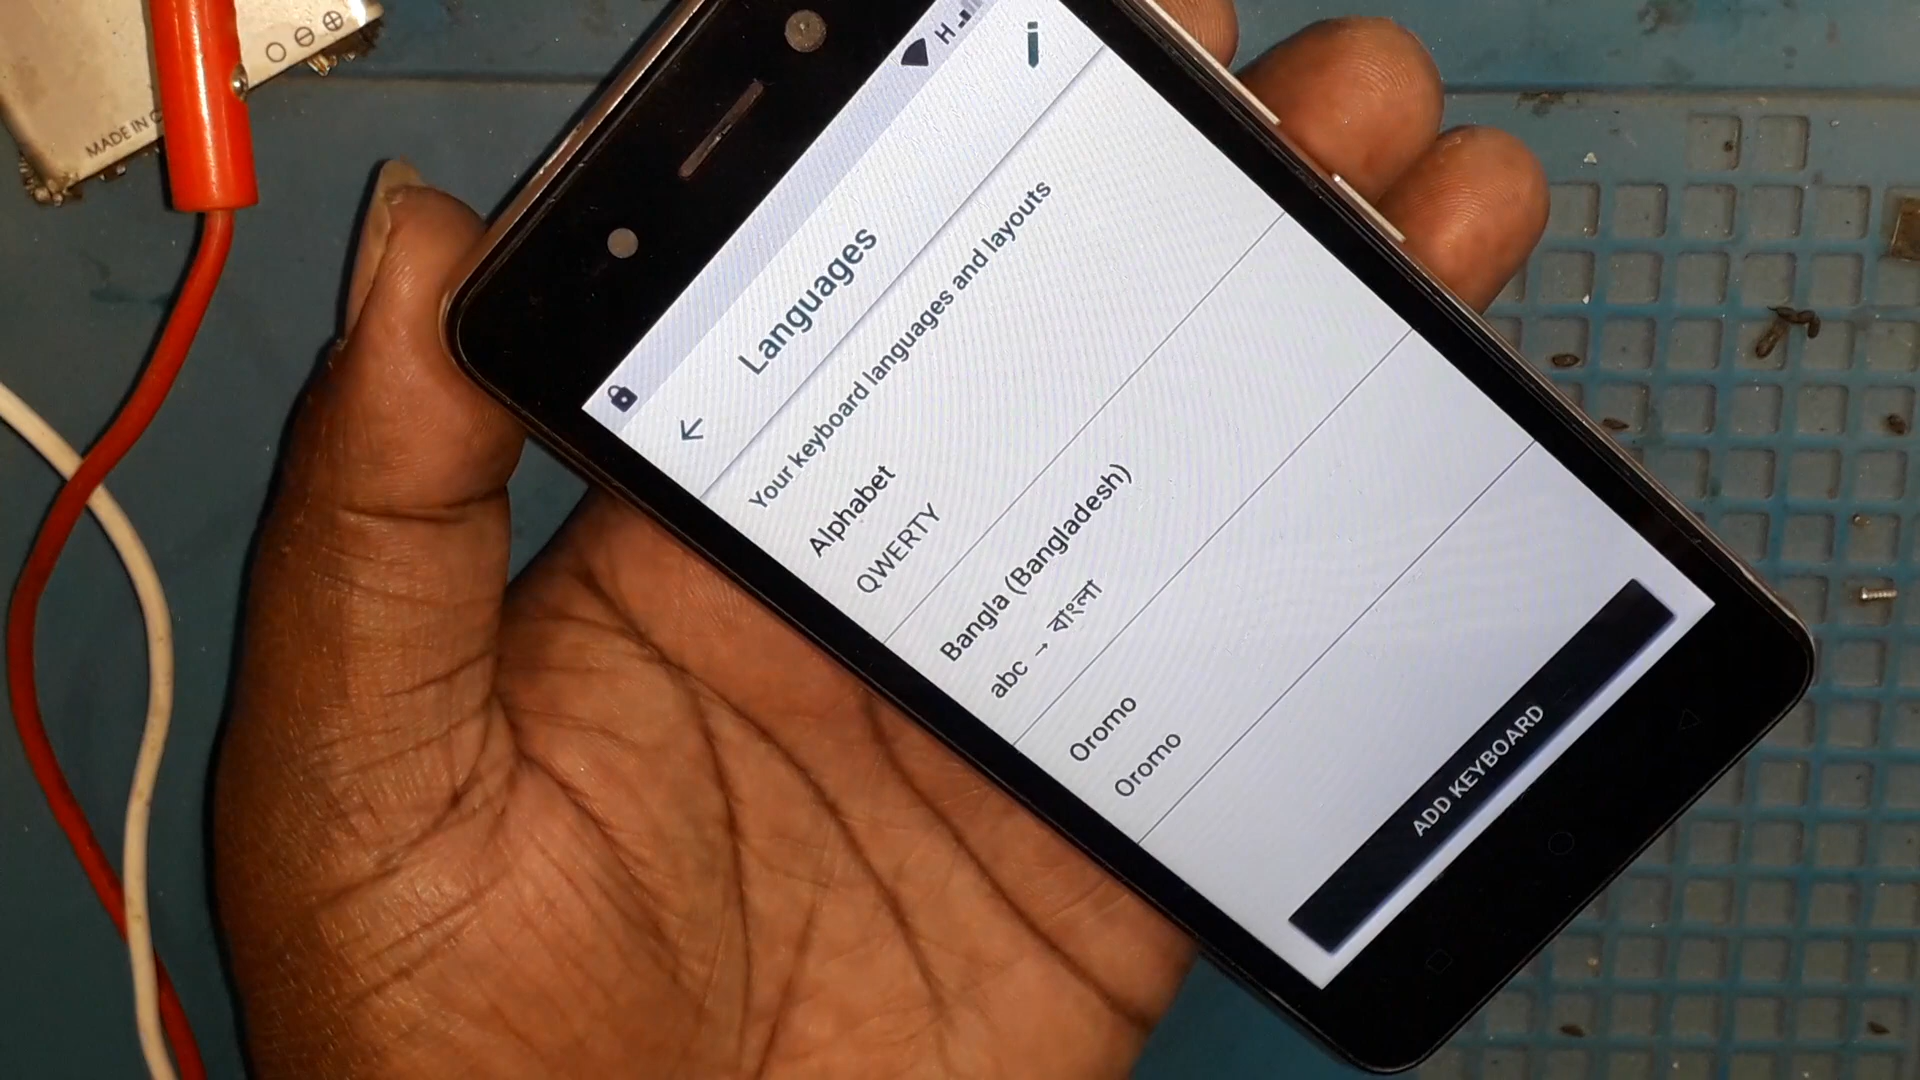 MADE IN C
H
Languages
Your keyboard languages and layouts
Alphabet
QWERTY
Bangla (Bangladesh)
abc → বাংলা
Oromo
Oromo
ADD KEYBOARD